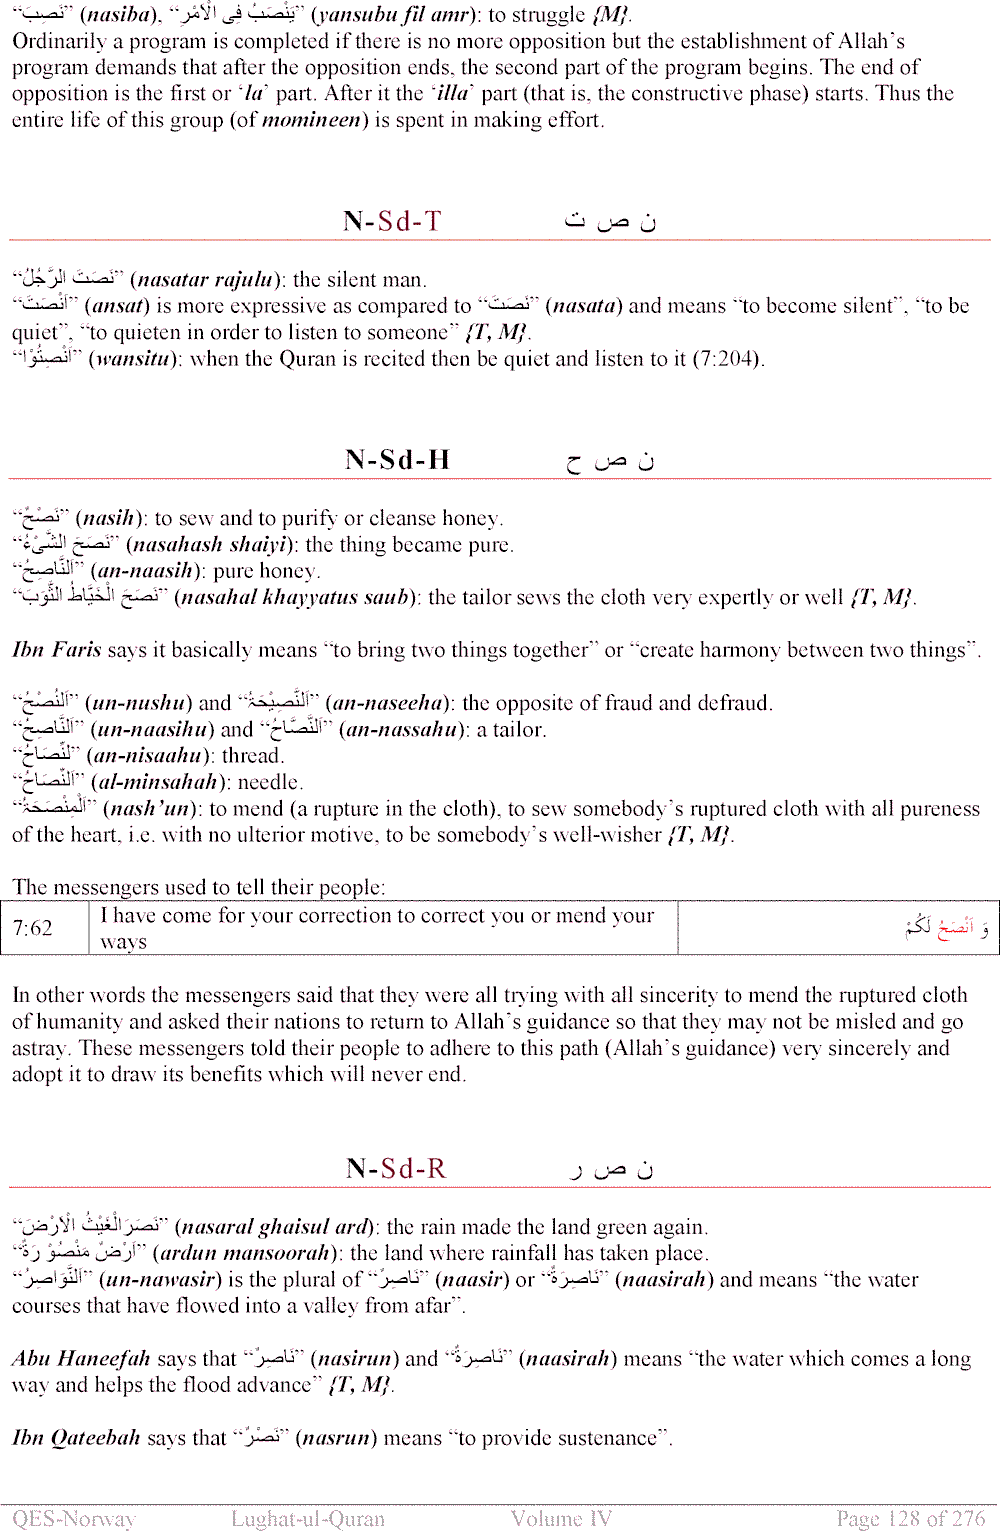 “نَصِبَ” (nasiba), “یَنْصَبُ فِی الْاَمْرِ” (yansubu fil amr): to struggle {M}.
Ordinarily a program is completed if there is no more opposition but the establishment of Allah’s
program demands that after the opposition ends, the second part of the program begins. The end of
opposition is the first or ‘la’ part. After it the ‘illa’ part (that is, the constructive phase) starts. Thus the
entire life of this group (of momineen) is spent in making effort.
N-Sd-T ن ص ت
“نَصَتَ الرَّجُلُ” (nasatar rajulu): the silent man.
“اَنْصَتَ” (ansat) is more expressive as compared to “نَصَتَ” (nasata) and means “to become silent”, “to be
quiet”, “to quieten in order to listen to someone” {T, M}.
“اَنْصِتُوْا” (wansitu): when the Quran is recited then be quiet and listen to it (7:204).
N-Sd-H ن ص ح
“نَصْحٌ” (nasih): to sew and to purify or cleanse honey.
“نَصَحَ الشَّیْءُ” (nasahash shaiyi): the thing became pure.
“اَلنَّاصِحُ” (an-naasih): pure honey.
“نَصَحَ الْخَیَّاطُ الثَّوْبَ” (nasahal khayyatus saub): the tailor sews the cloth very expertly or well {T, M}.
Ibn Faris says it basically means “to bring two things together” or “create harmony between two things”.
“اَلنُّصْحُ” (un-nushu) and “اَلنَّصِیْحَۃُ” (an-naseeha): the opposite of fraud and defraud.
“اَلنَّاصِحُ” (un-naasihu) and “اَلنَّصَّاحُ” (an-nassahu): a tailor.
“لنِّصَاحُ” (an-nisaahu): thread.
“اَلنِّصَاحُ” (al-minsahah): needle.
“اَلْمِنْصَحَۃُ” (nash’un): to mend (a rupture in the cloth), to sew somebody’s ruptured cloth with all pureness
of the heart, i.e. with no ulterior motive, to be somebody’s well-wisher {T, M}.
The messengers used to tell their people:
7:62 I have come for your correction to correct you or mend your وَ اَنْصَحُ لَكُمْ
ways
In other words the messengers said that they were all trying with all sincerity to mend the ruptured cloth
of humanity and asked their nations to return to Allah’s guidance so that they may not be misled and go
astray. These messengers told their people to adhere to this path (Allah’s guidance) very sincerely and
adopt it to draw its benefits which will never end.
N-Sd-R ن ص ر
“نَصَرَالْغَیْثُ الْاَرْضَ” (nasaral ghaisul ard): the rain made the land green again.
“اَرْضٌ مَنْصُوْ رَۃٌ” (ardun mansoorah): the land where rainfall has taken place.
“اَلنَّوَاصِرُ” (un-nawasir) is the plural of “نَاصِرٌ” (naasir) or “نَاصِرَۃٌ” (naasirah) and means “the water
courses that have flowed into a valley from afar”.
Abu Haneefah says that “نَاصِرٌ” (nasirun) and “نَاصِرَۃٌ” (naasirah) means “the water which comes a long
way and helps the flood advance” {T, M}.
Ibn Qateebah says that “نَصْرٌ” (nasrun) means “to provide sustenance”.
QES-Norway Lughat-ul-Quran Volume IV Page 128 of 276